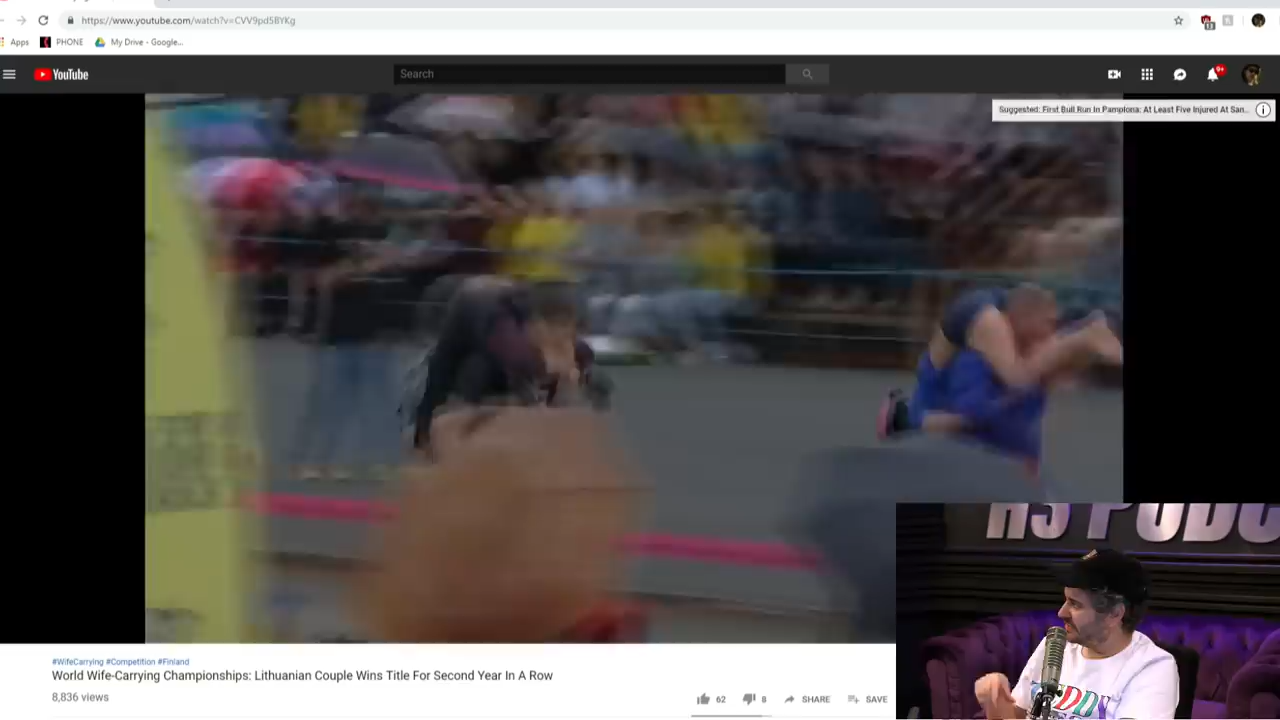 https://www.youtube.com/watch?v=CVV9pd5BYKg
Apps PHONE My Drive - Google...
YouTube
Search
9+
Suggested: First Bull Run In Pamplona: At Least Five Injured At San...
H3 PODC
#WifeCarrying #Competition #Finland
World Wife-Carrying Championships: Lithuanian Couple Wins Title For Second Year In A Row
8,836 views
62 8 SHARE SAVE